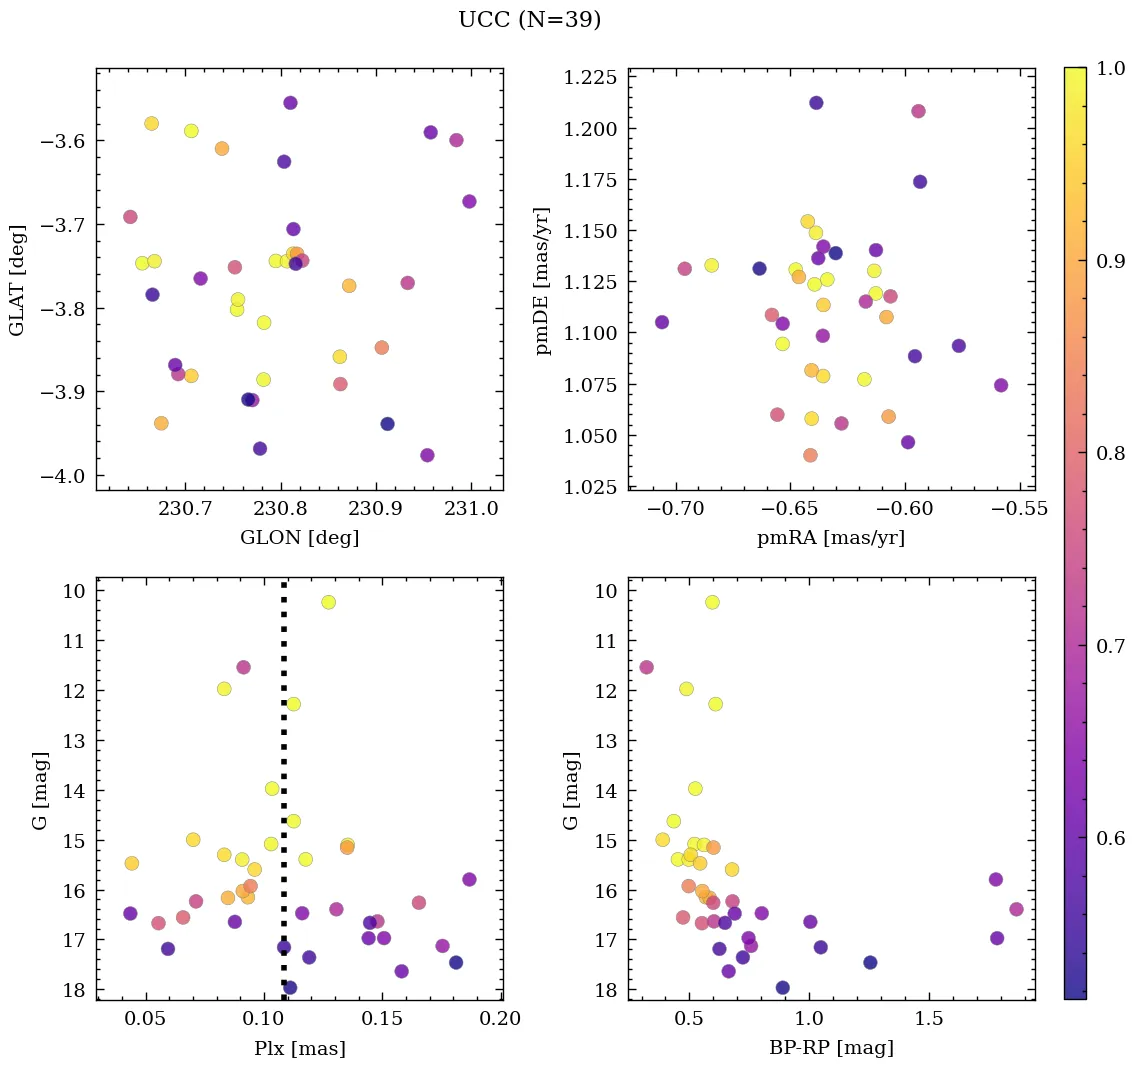 UCC (N=39)
−3.6
−3.7
−3.8
−3.9
−4.0
GLAT [deg]
230.7 230.8 230.9 231.0
GLON [deg]
1.225
1.200
1.175
1.150
1.125
1.100
1.075
1.050
1.025
pmDE [mas/yr]
−0.70 −0.65 −0.60 −0.55
pmRA [mas/yr]
10
11
12
13
14
15
16
17
18
G [mag]
0.05 0.10 0.15 0.20
Plx [mas]
10
11
12
13
14
15
16
17
18
G [mag]
0.5 1.0 1.5
BP-RP [mag]
1.0
0.9
0.8
0.7
0.6